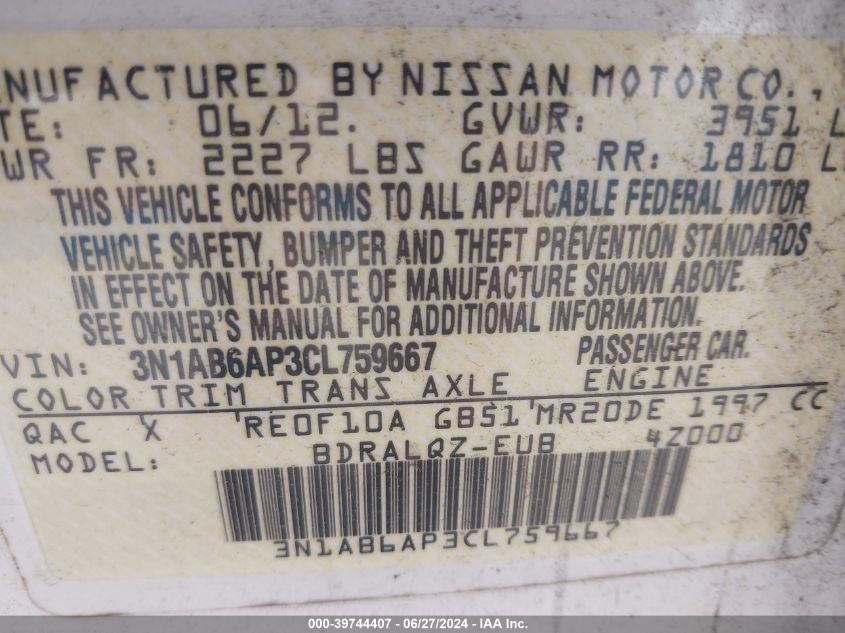 ANUFACTURED BY NISSAN MOTOR CO.,
TE: 06/12. GVWR: 3951 L
WR FR: 2227 LBS GAWR RR: 1810 L
THIS VEHICLE CONFORMS TO ALL APPLICABLE FEDERAL MOTOR
VEHICLE SAFETY, BUMPER AND THEFT PREVENTION STANDARDS
IN EFFECT ON THE DATE OF MANUFACTURE SHOWN ABOVE.
SEE OWNER'S MANUAL FOR ADDITIONAL INFORMATION.
VIN: 3N1AB6AP3CL759667 PASSENGER CAR.
COLOR TRIM TRANS AXLE ENGINE
QAC X 'RE0F10A GB51'MR20DE 1997 CC
MODEL: BDRALQZ-EUB 4Z000
3N1AB6AP3CL759667
000-39744407 - 06/27/2024 - IAA Inc.